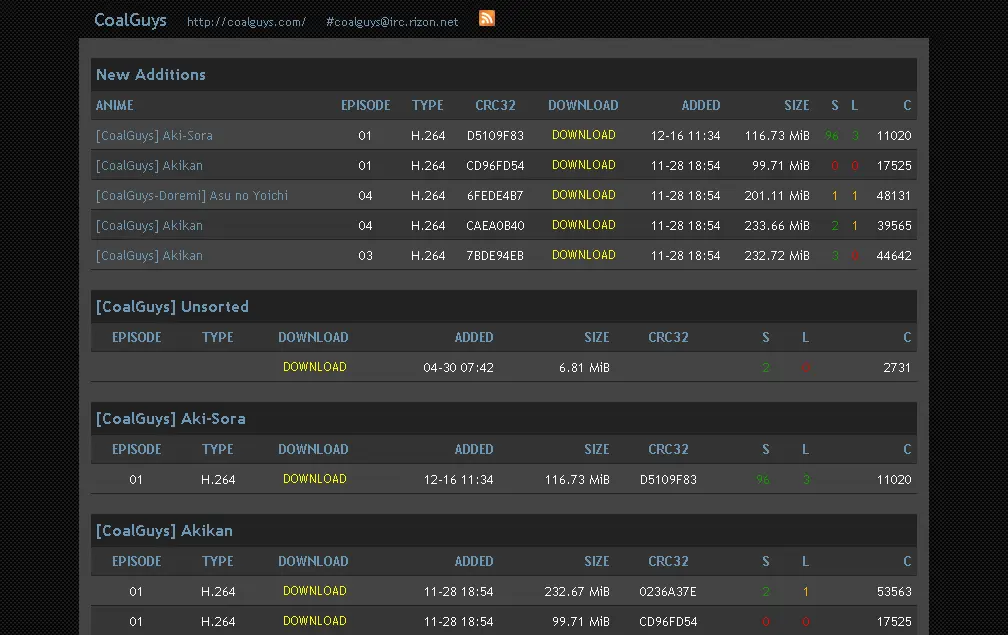 CoalGuys http://coalguys.com/ #coalguys@irc.rizon.net
New Additions
ANIME EPISODE TYPE CRC32 DOWNLOAD ADDED SIZE S L C
[CoalGuys] Aki-Sora 01 H.264 D5109F83 DOWNLOAD 12-16 11:34 116.73 MiB 96 3 11020
[CoalGuys] Akikan 01 H.264 CD96FD54 DOWNLOAD 11-28 18:54 99.71 MiB 0 0 17525
[CoalGuys-Doremi] Asu no Yoichi 04 H.264 6FEDE4B7 DOWNLOAD 11-28 18:54 201.11 MiB 1 1 48131
[CoalGuys] Akikan 04 H.264 CAEA0B40 DOWNLOAD 11-28 18:54 233.66 MiB 2 1 39565
[CoalGuys] Akikan 03 H.264 7BDE94EB DOWNLOAD 11-28 18:54 232.72 MiB 3 0 44642
[CoalGuys] Unsorted
EPISODE TYPE DOWNLOAD ADDED SIZE CRC32 S L C
DOWNLOAD 04-30 07:42 6.81 MiB 2 0 2731
[CoalGuys] Aki-Sora
EPISODE TYPE DOWNLOAD ADDED SIZE CRC32 S L C
01 H.264 DOWNLOAD 12-16 11:34 116.73 MiB D5109F83 96 3 11020
[CoalGuys] Akikan
EPISODE TYPE DOWNLOAD ADDED SIZE CRC32 S L C
01 H.264 DOWNLOAD 11-28 18:54 232.67 MiB 0236A37E 2 1 53563
01 H.264 DOWNLOAD 11-28 18:54 99.71 MiB CD96FD54 0 0 17525